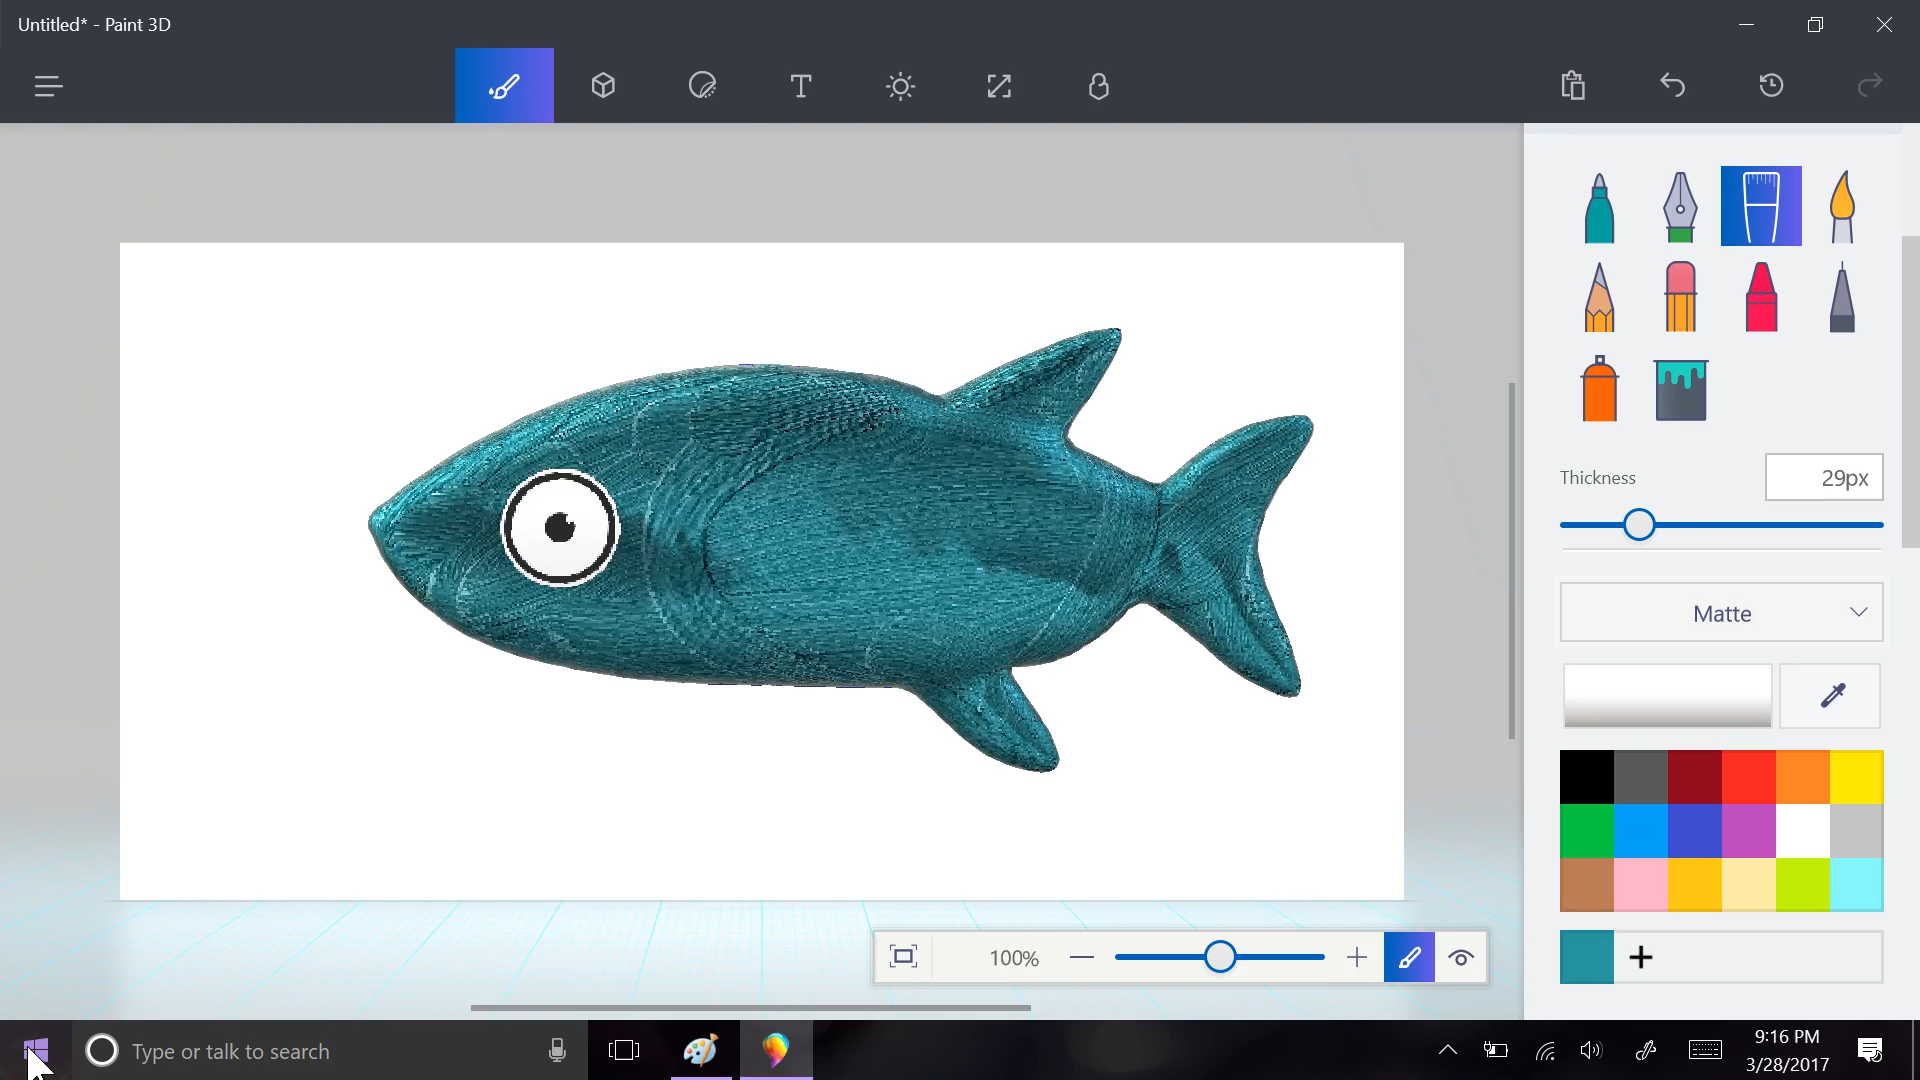 Untitled* - Paint 3D
Thickness
29px
Matte
100%
Type or talk to search
9:16 PM
3/28/2017